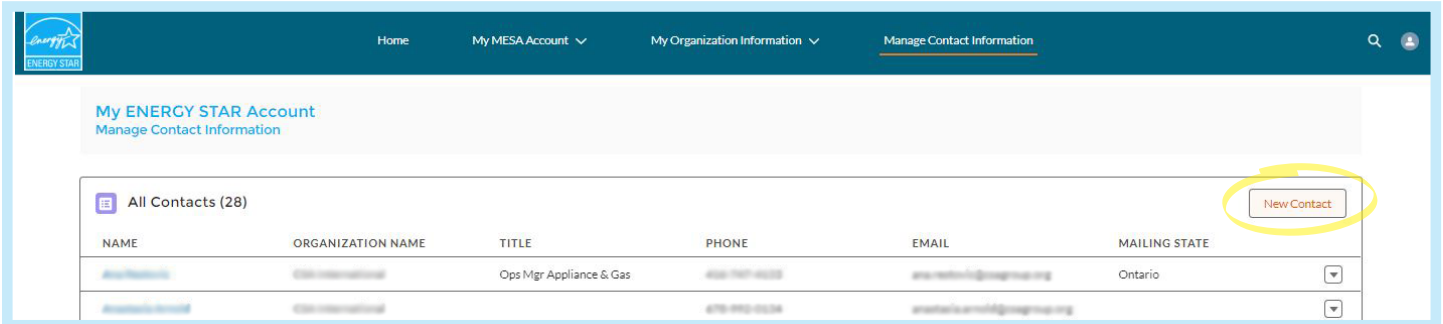 energy
ENERGY STAR
Home My MESA Account My Organization Information Manage Contact Information
My ENERGY STAR Account
Manage Contact Information
All Contacts (28)
New Contact
NAME ORGANIZATION NAME TITLE PHONE EMAIL MAILING STATE
Ops Mgr Appliance & Gas Ontario